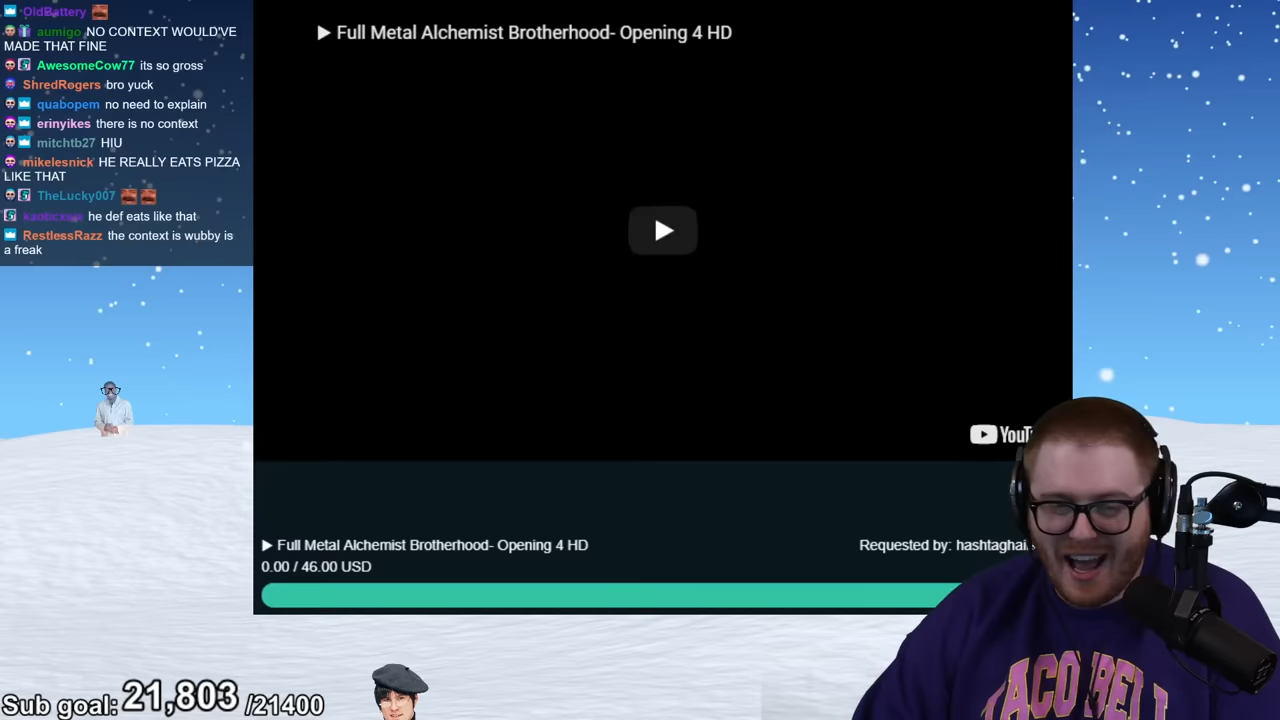 OldBattery
aumigo NO CONTEXT WOULD'VE
MADE THAT FINE
AwesomeCow77 its so gross
ShredRogers bro yuck
quabopem no need to explain
erinyikes there is no context
mitchtb27 HIU
mikelesnick HE REALLY EATS PIZZA
LIKE THAT
TheLucky007
he def eats like that
RestlessRazz the context is wubby is
a freak
▶ Full Metal Alchemist Brotherhood- Opening 4 HD
YouT
▶ Full Metal Alchemist Brotherhood- Opening 4 HD
Requested by: hashtagha
0.00 / 46.00 USD
TACO BELL
Sub goal: 21,803 /21400